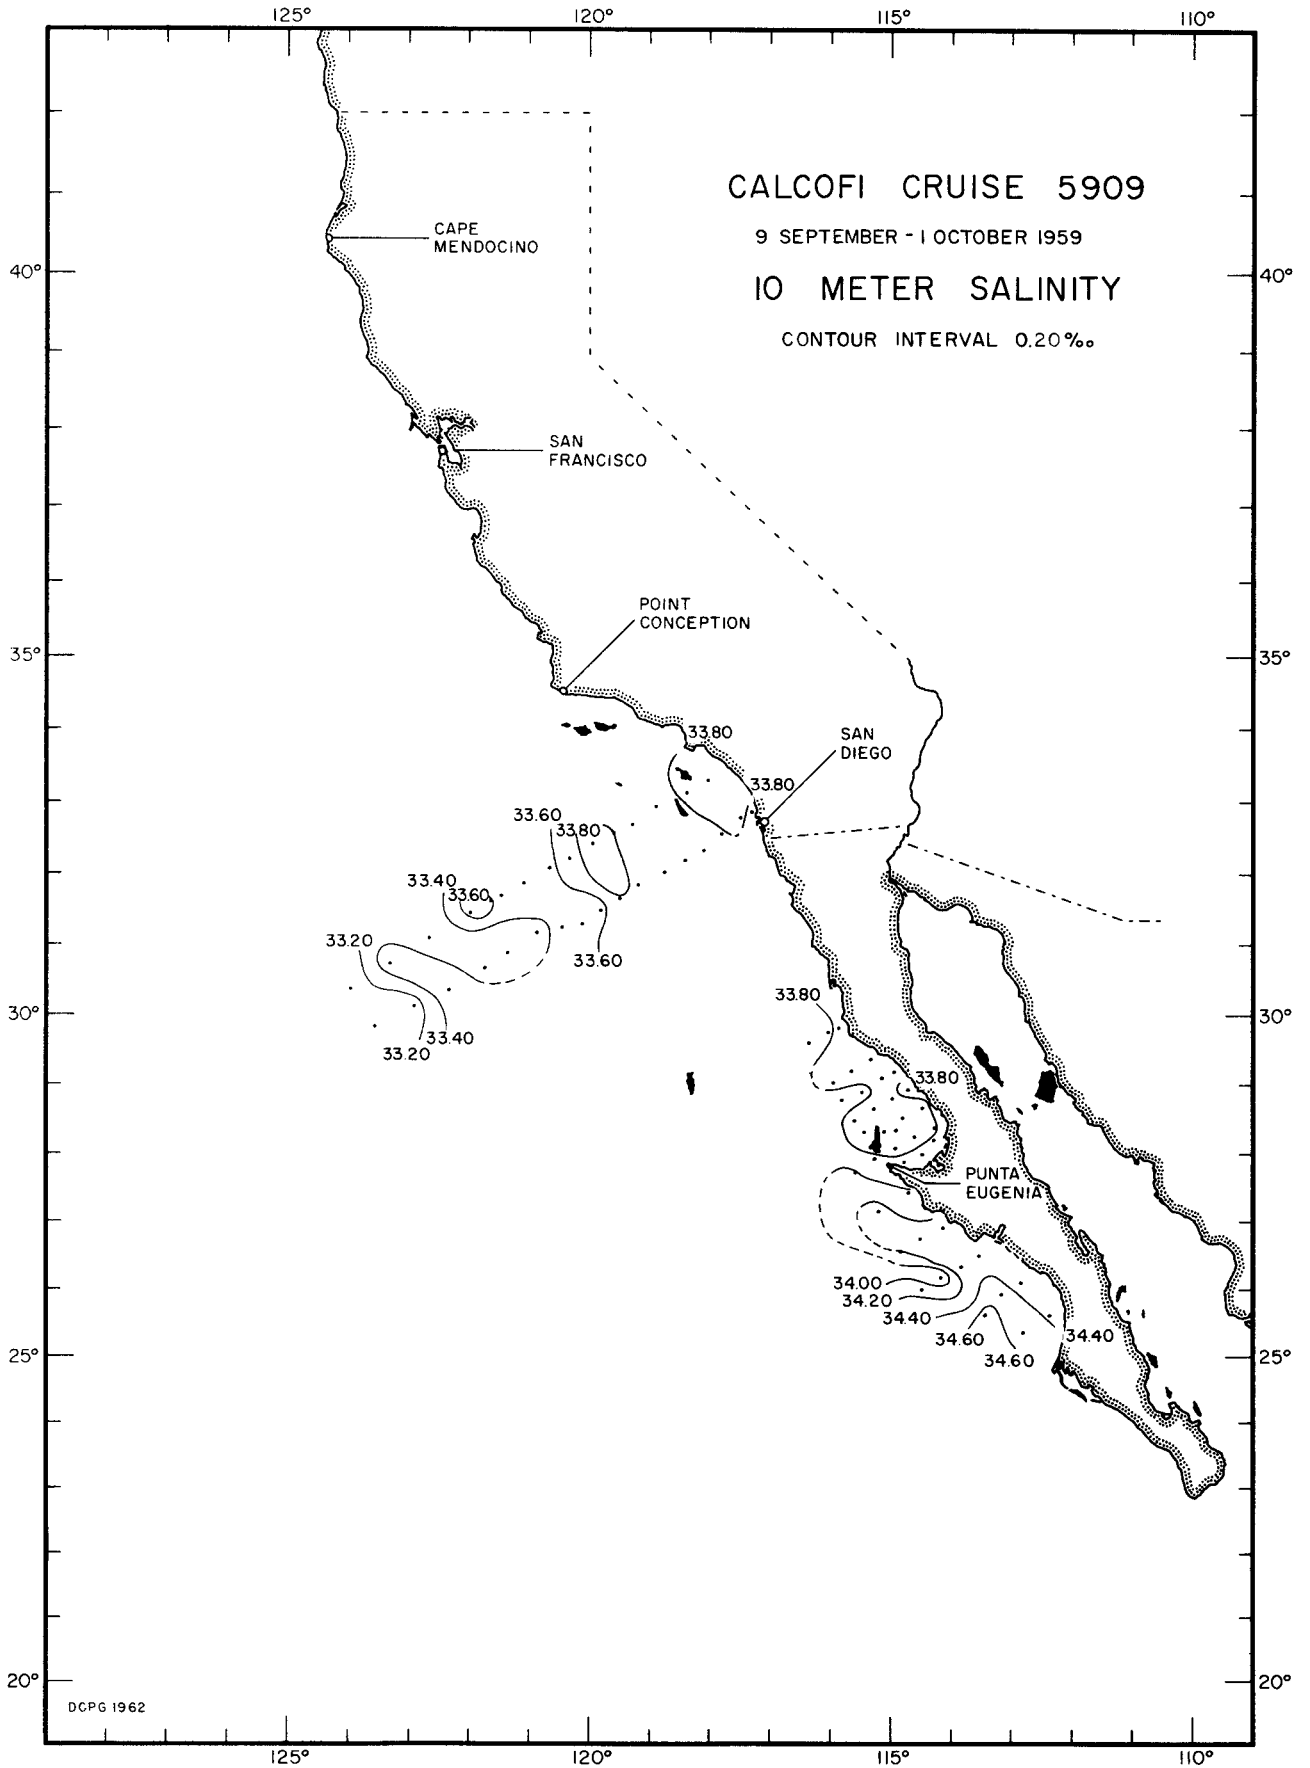 125°
120°
115°
110°
CALCOFI CRUISE 5909
9 SEPTEMBER - 1 OCTOBER 1959
CAPE
MENDOCINO
40°
40°
10 METER SALINITY
CONTOUR INTERVAL 0.20‰
SAN
FRANCISCO
POINT
CONCEPTION
35°
35°
33.80
SAN
DIEGO
33.80
33.60
33.80
33.40
33.60
33.20
33.60
33.80
30°
30°
33.40
33.20
33.80
PUNTA
EUGENIA
34.00
34.20
34.40
34.60
34.40
34.60
25°
25°
20°
20°
DCPG 1962
125°
120°
115°
110°